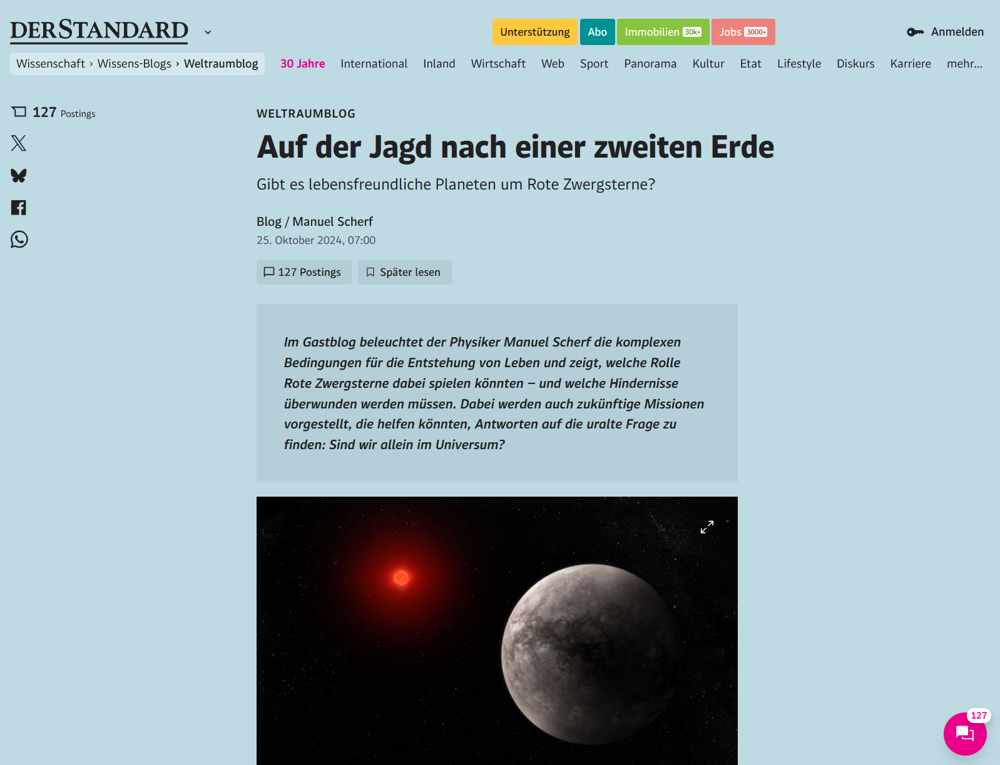 DERSTANDARD
Unterstützung
Abo
Immobilien 30k+
Jobs 3000+
Anmelden
Wissenschaft › Wissens-Blogs › Weltraumblog
30 Jahre International Inland Wirtschaft Web Sport Panorama Kultur Etat Lifestyle Diskurs Karriere mehr...
127 Postings
WELTRAUMBLOG
Auf der Jagd nach einer zweiten Erde
Gibt es lebensfreundliche Planeten um Rote Zwergsterne?
Blog / Manuel Scherf
25. Oktober 2024, 07:00
127 Postings
Später lesen
Im Gastblog beleuchtet der Physiker Manuel Scherf die komplexen
Bedingungen für die Entstehung von Leben und zeigt, welche Rolle
Rote Zwergsterne dabei spielen könnten – und welche Hindernisse
überwunden werden müssen. Dabei werden auch zukünftige Missionen
vorgestellt, die helfen könnten, Antworten auf die uralte Frage zu
finden: Sind wir allein im Universum?
127